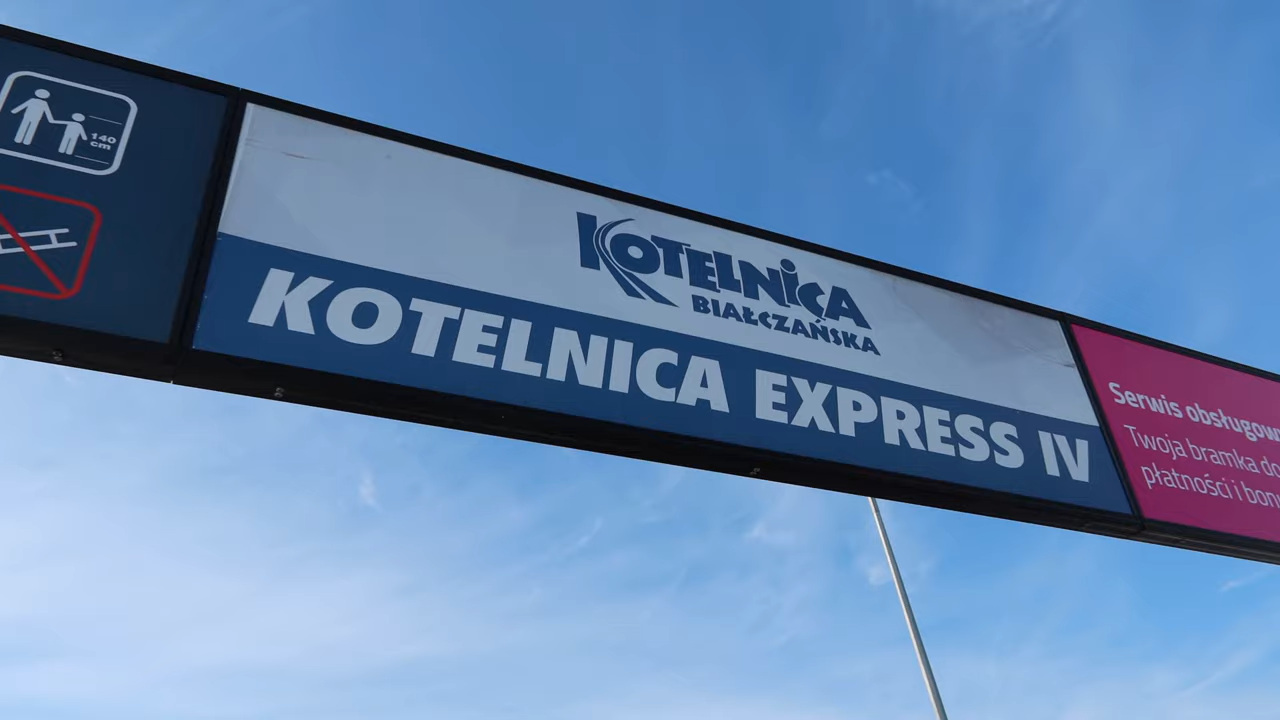 140
cm
KOTELNICA
BIAŁCZAŃSKA
KOTELNICA EXPRESS IV
Serwis obsługow
Twoja bramka do
płatności i bon